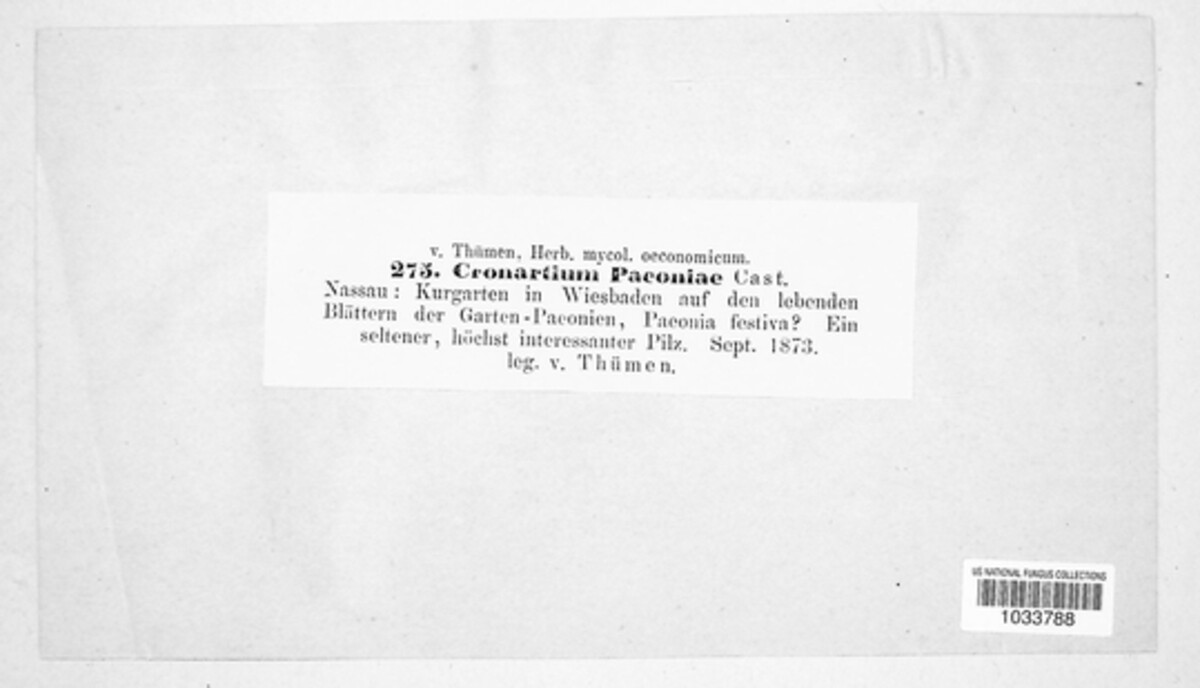 v. Thümen, Herb. mycol. oeconomicum.
275. Cronartium Paeoniae Cast.
Nassau: Kurgarten in Wiesbaden auf den lebenden
Blättern der Garten-Paeonien, Paeonia festiva? Ein
seltener, höchst interessanter Pilz. Sept. 1873.
leg. v. Thümen.
US NATIONAL FUNGUS COLLECTIONS
1033788